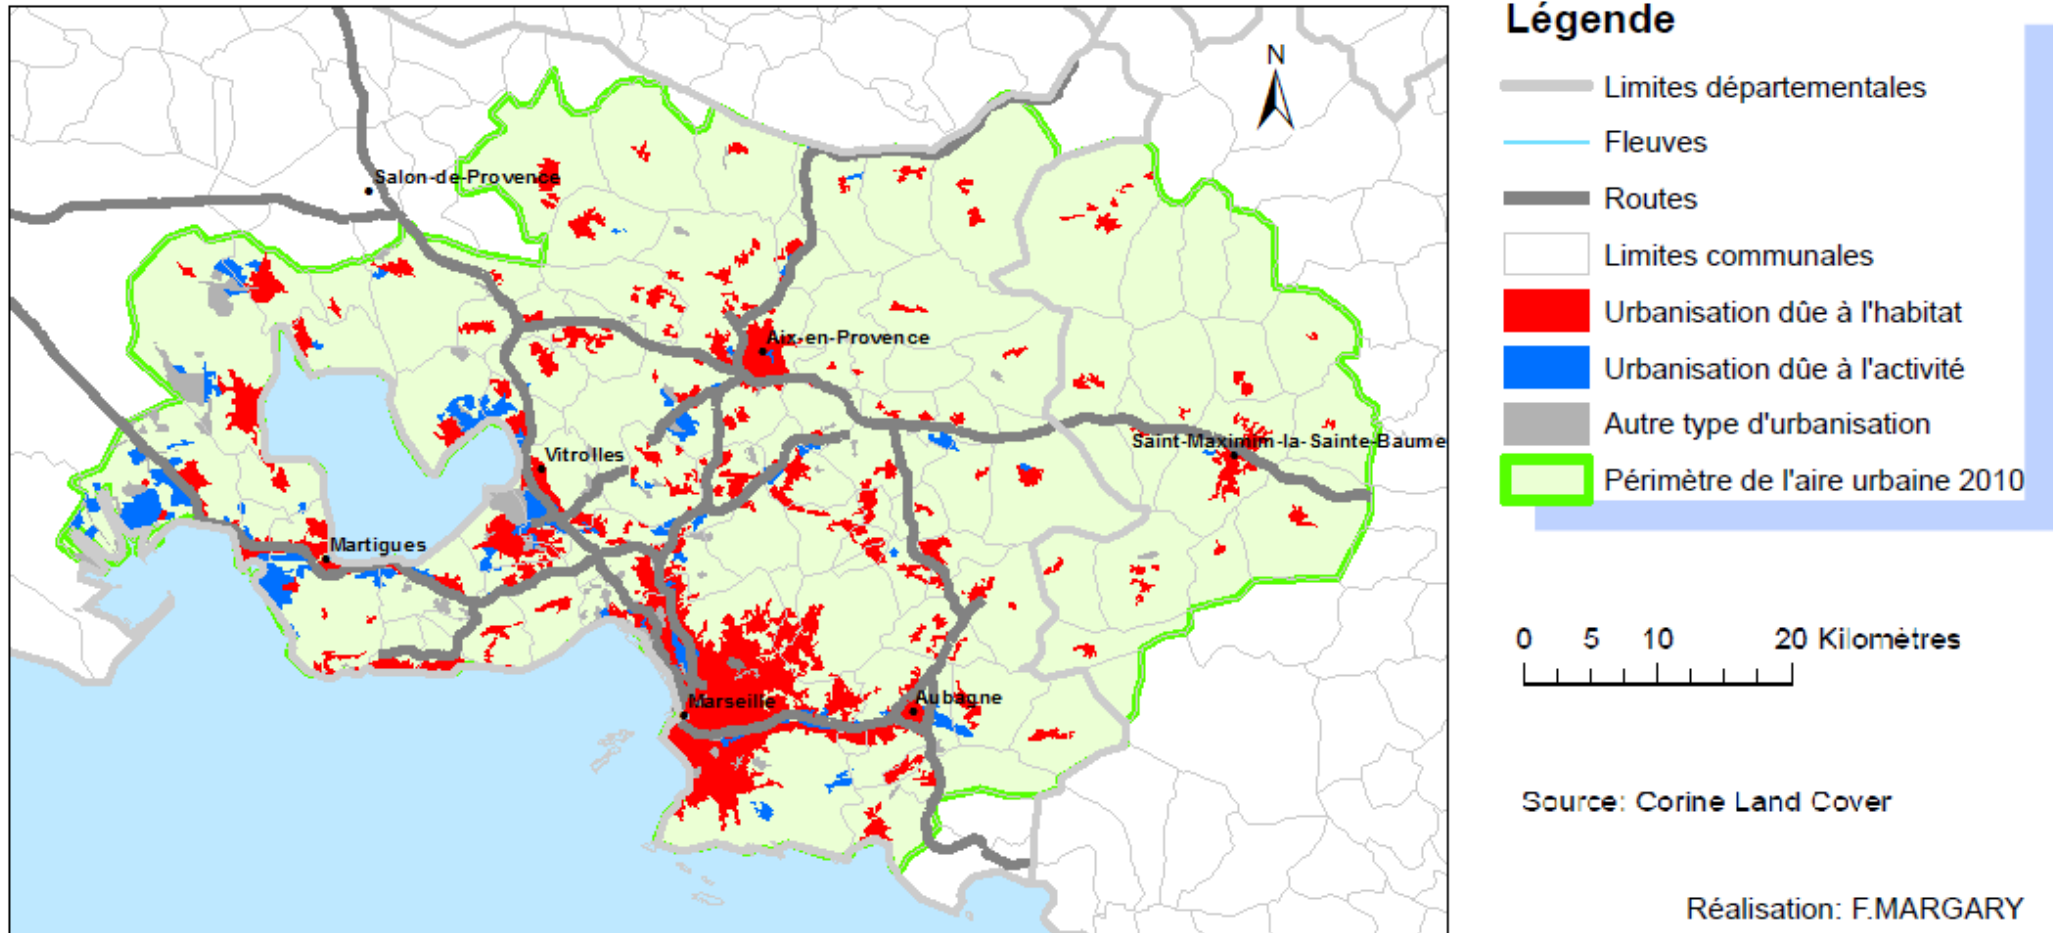 Légende
N
Limites départementales
Fleuves
Salon-de-Provence
Routes
Limites communales
Urbanisation dûe à l'habitat
Aix-en-Provence
Urbanisation dûe à l'activité
Autre type d'urbanisation
Saint-Maximim-la-Sainte-Baume
Vitrolles
Périmètre de l'aire urbaine 2010
Martigues
0 5 10 20 Kilomètres
Marseille
Aubagne
Source: Corine Land Cover
Réalisation: F.MARGARY